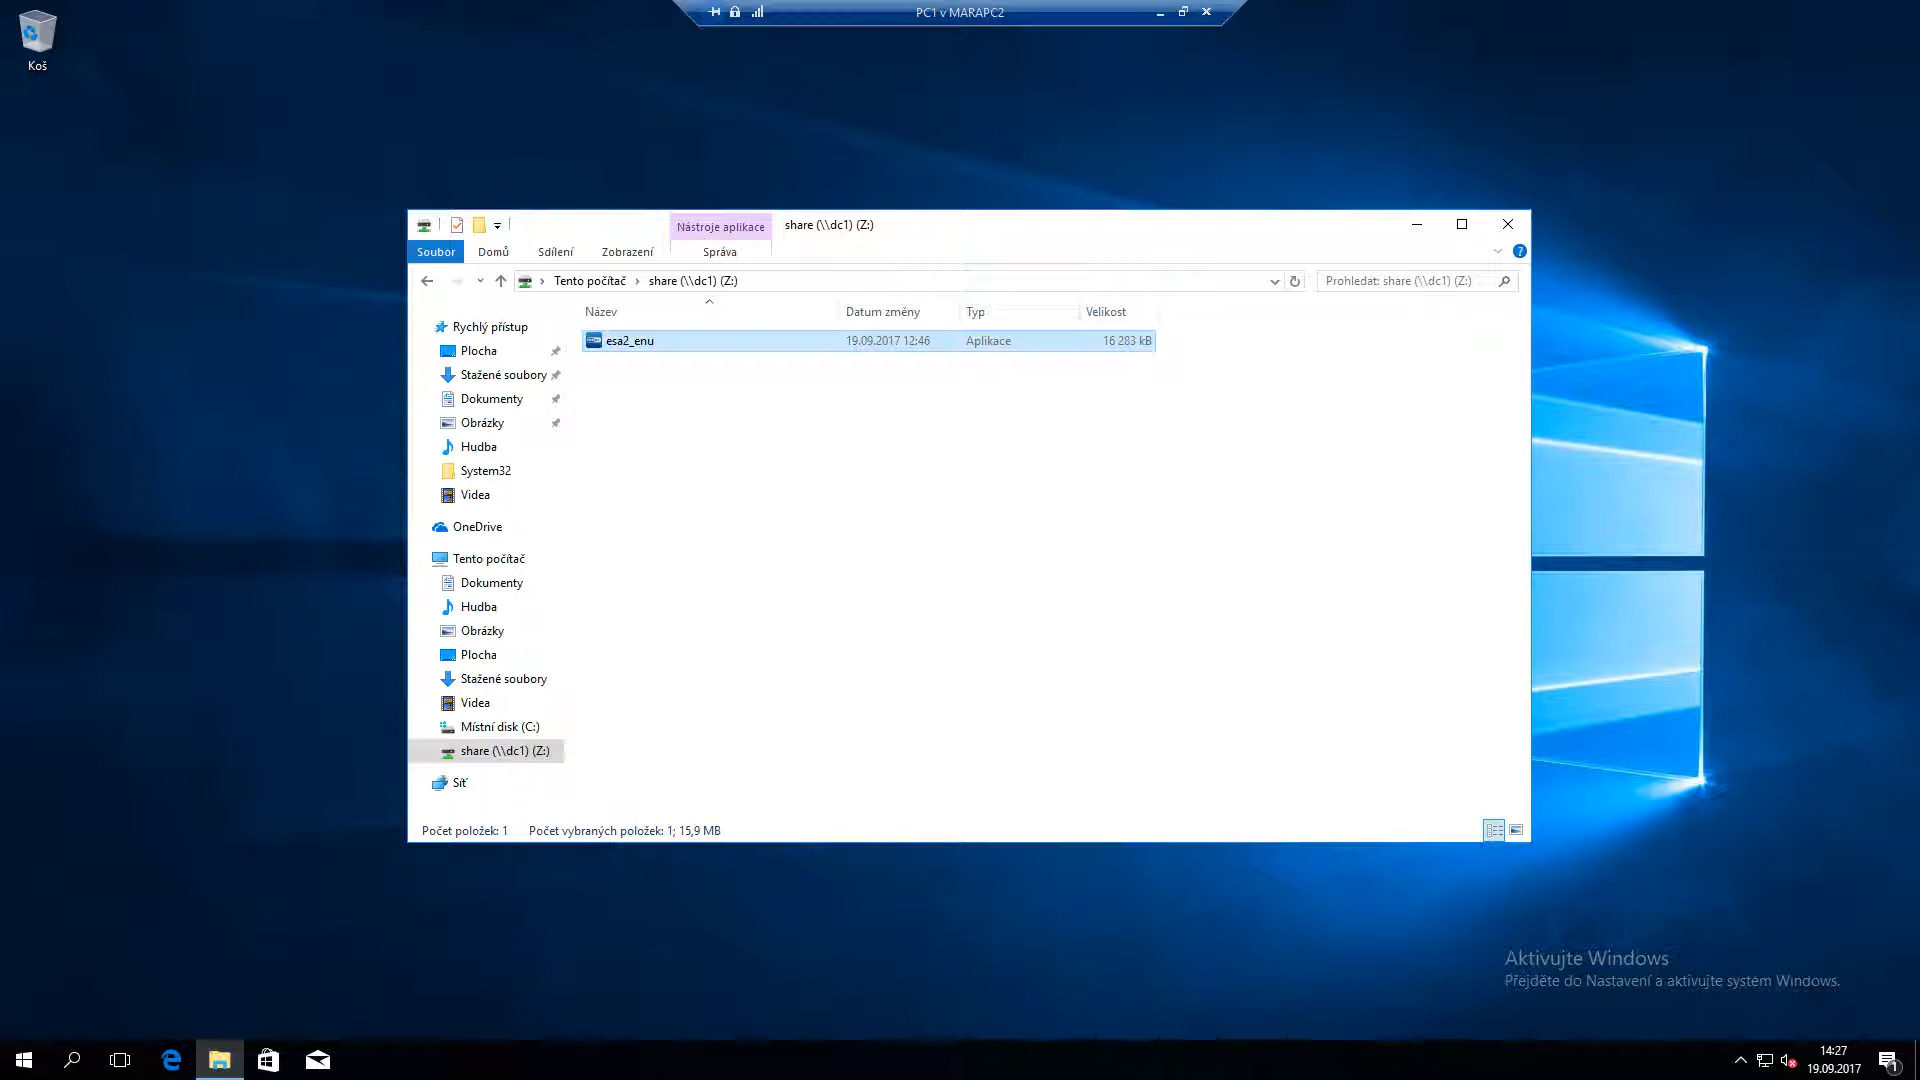 PC1 v MARAPC2
Koš
Nástroje aplikace
share (\\dc1) (Z:)
Soubor
Domů
Sdílení
Zobrazení
Správa
Tento počítač
share (\\dc1) (Z:)
Prohledat: share (\\dc1) (Z:)
Název
Datum změny
Typ
Velikost
esa2_enu
19.09.2017 12:46
Aplikace
16 283 kB
Rychlý přístup
Plocha
Stažené soubory
Dokumenty
Obrázky
Hudba
System32
Videa
OneDrive
Tento počítač
Dokumenty
Hudba
Obrázky
Plocha
Stažené soubory
Videa
Místní disk (C:)
share (\\dc1) (Z:)
Síť
Počet položek: 1
Počet vybraných položek: 1; 15,9 MB
Aktivujte Windows
Přejděte do Nastavení a aktivujte systém Windows.
14:27
19.09.2017
1